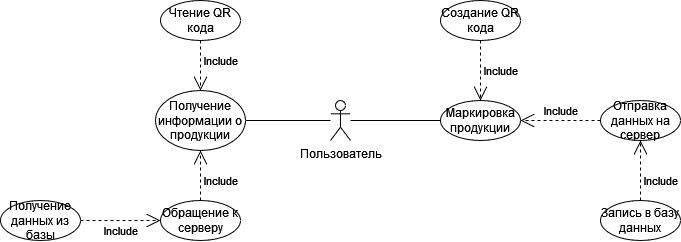 Чтение QR
кода
Создание QR
кода
Include
Include
Получение
информации о
продукции
Маркировка
продукции
Include
Отправка
данных на
сервер
Пользователь
Include
Include
Получение
данных из
базы
Include
Обращение к
серверу
Запись в базу
данных